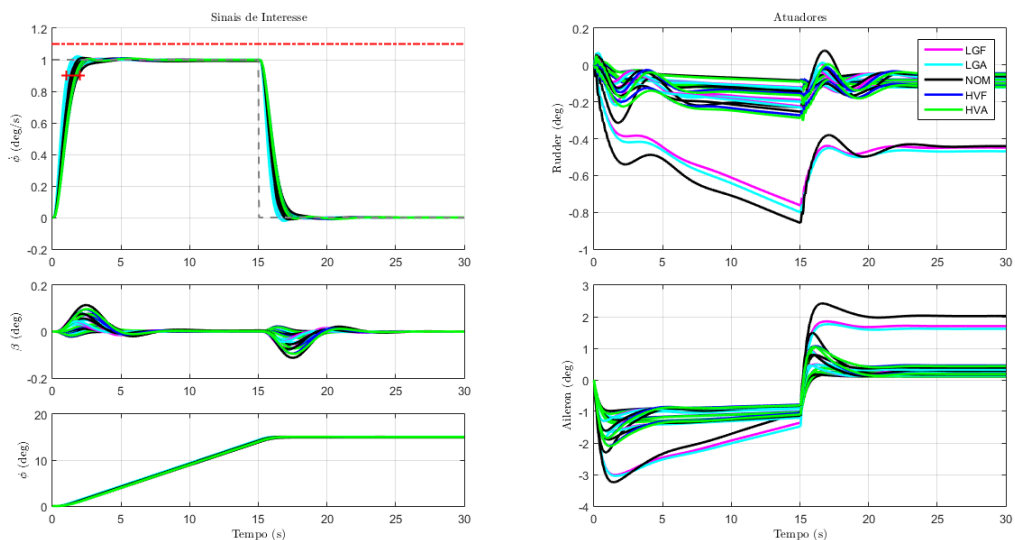 Sinais de Interesse
1.2
1
0.8
0.6
0.4
0.2
0
-0.2
φ̇ (deg/s)
0 5 10 15 20 25 30
0.2
0
-0.2
β (deg)
0 5 10 15 20 25 30
20
10
0
φ (deg)
0 5 10 15 20 25 30
Tempo (s)
Atuadores
0.2
0
-0.2
-0.4
-0.6
-0.8
-1
Rudder (deg)
LGF
LGA
NOM
HVF
HVA
0 5 10 15 20 25 30
3
2
1
0
-1
-2
-3
-4
Aileron (deg)
0 5 10 15 20 25 30
Tempo (s)